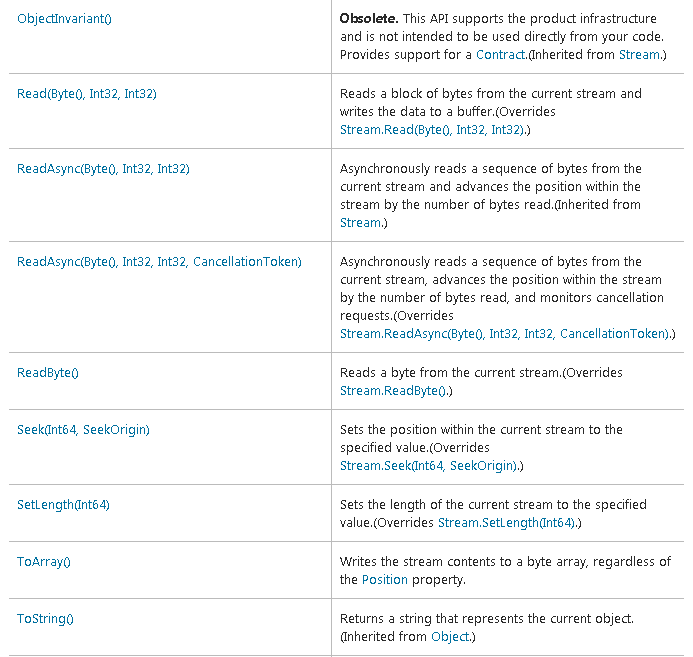 ObjectInvariant()
Obsolete. This API supports the product infrastructure
and is not intended to be used directly from your code.
Provides support for a Contract.(Inherited from Stream.)
Read(Byte(), Int32, Int32)
Reads a block of bytes from the current stream and
writes the data to a buffer.(Overrides
Stream.Read(Byte(), Int32, Int32).)
ReadAsync(Byte(), Int32, Int32)
Asynchronously reads a sequence of bytes from the
current stream and advances the position within the
stream by the number of bytes read.(Inherited from
Stream.)
ReadAsync(Byte(), Int32, Int32, CancellationToken)
Asynchronously reads a sequence of bytes from the
current stream, advances the position within the stream
by the number of bytes read, and monitors cancellation
requests.(Overrides
Stream.ReadAsync(Byte(), Int32, Int32, CancellationToken).)
ReadByte()
Reads a byte from the current stream.(Overrides
Stream.ReadByte().)
Seek(Int64, SeekOrigin)
Sets the position within the current stream to the
specified value.(Overrides
Stream.Seek(Int64, SeekOrigin).)
SetLength(Int64)
Sets the length of the current stream to the specified
value.(Overrides Stream.SetLength(Int64).)
ToArray()
Writes the stream contents to a byte array, regardless of
the Position property.
ToString()
Returns a string that represents the current object.
(Inherited from Object.)